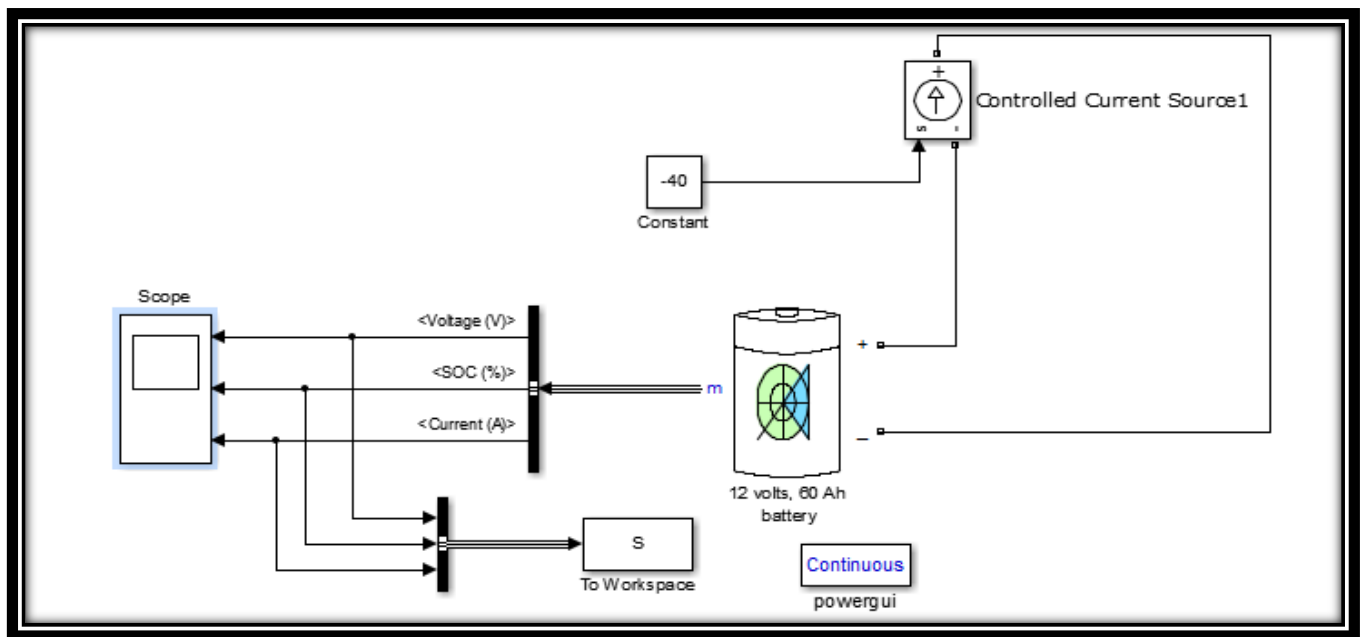 Controlled Current Source1
+
s
-
-40
Constant
Scope
<Voltage (V)>
<SOC (%)>
<Current (A)>
m
+
_
12 volts, 60 Ah
battery
S
To Workspace
Continuous
powergui